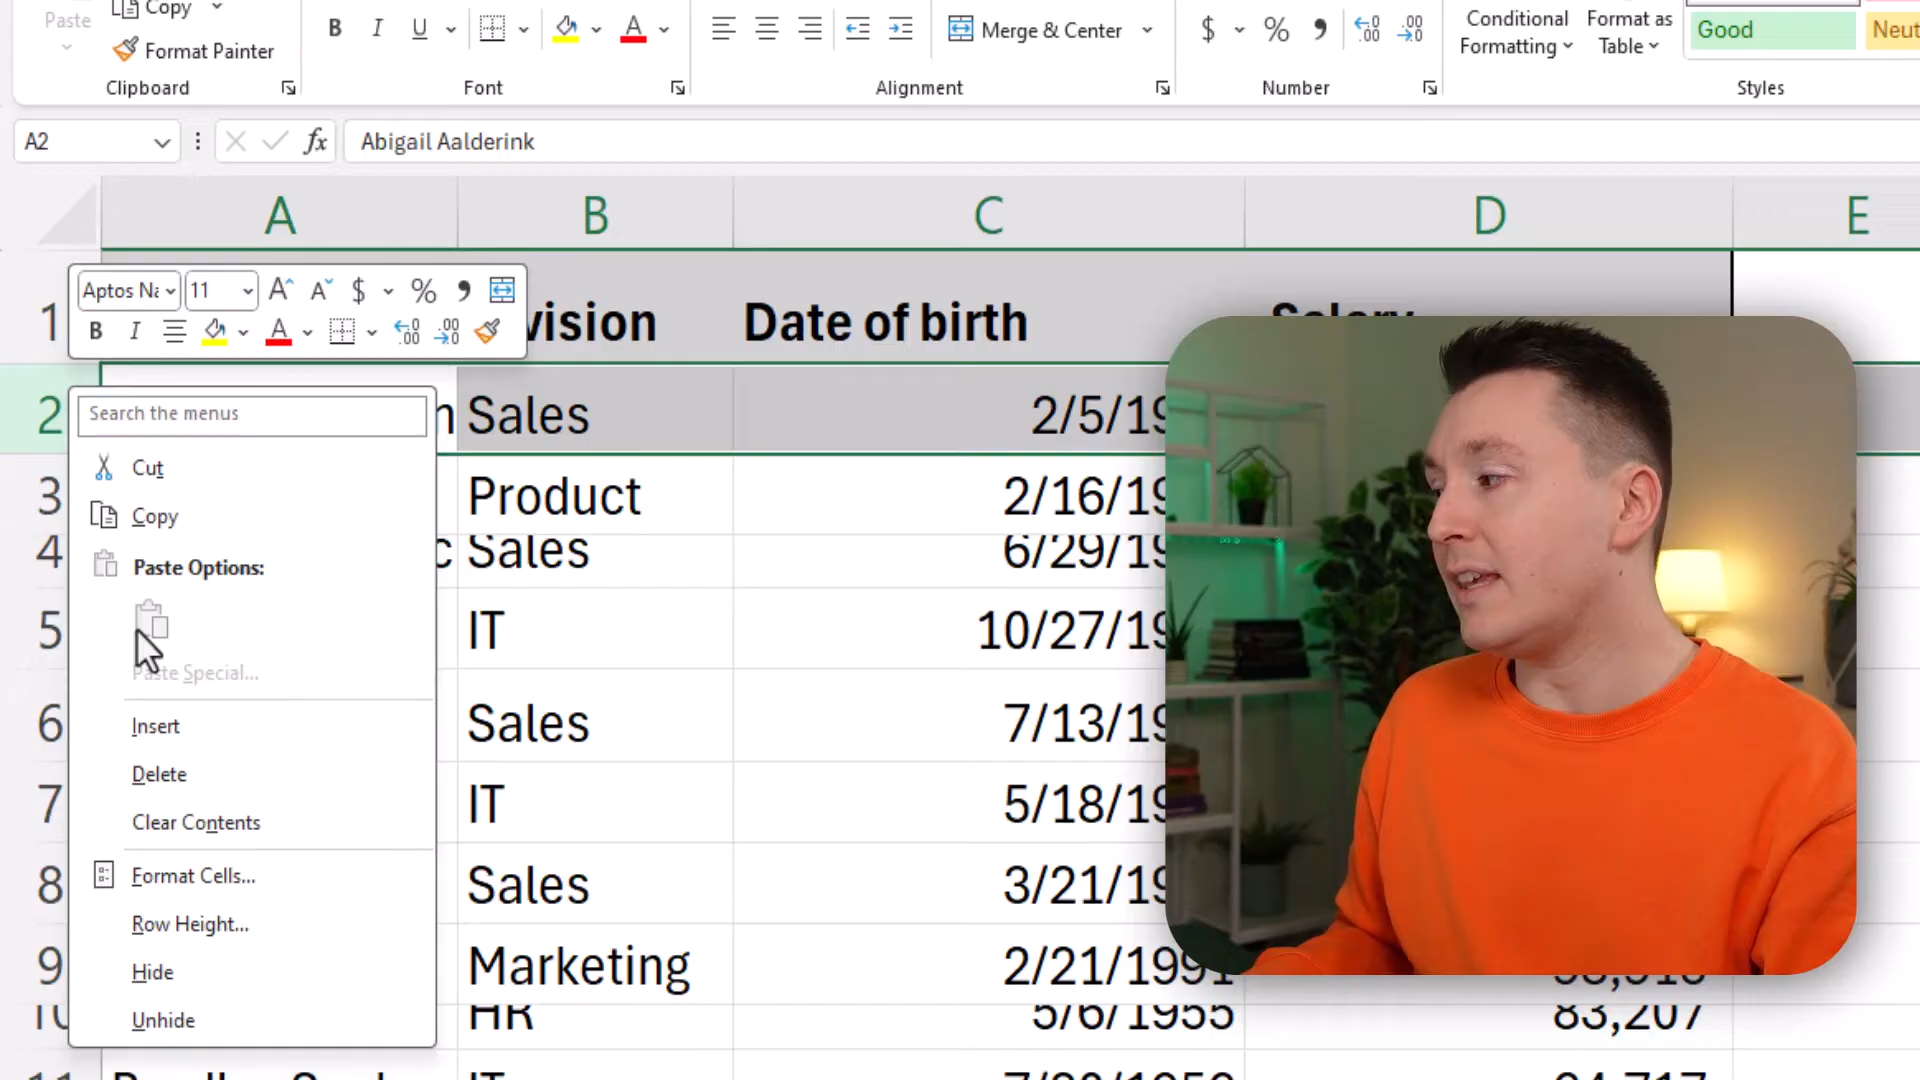 Paste
Copy
Format Painter
Clipboard
B I U
A
Font
Merge & Center
Alignment
$ % ,
Number
Conditional
Formatting
Format as
Table
Good
Styles
A2
fx
Abigail Aalderink
A B C D E
Aptos Na
11
A A $ % ,
B I A
1
vision
Date of birth
Salary
2
Sales
2/5/19
3
Product
2/16/19
4
Sales
6/29/19
5
IT
10/27/19
6
Sales
7/13/19
7
IT
5/18/19
8
Sales
3/21/19
9
Marketing
2/21/1991
10
HR
5/6/1955
83,207
11
IT
Search the menus
Cut
Copy
Paste Options:
Paste Special...
Insert
Delete
Clear Contents
Format Cells...
Row Height...
Hide
Unhide